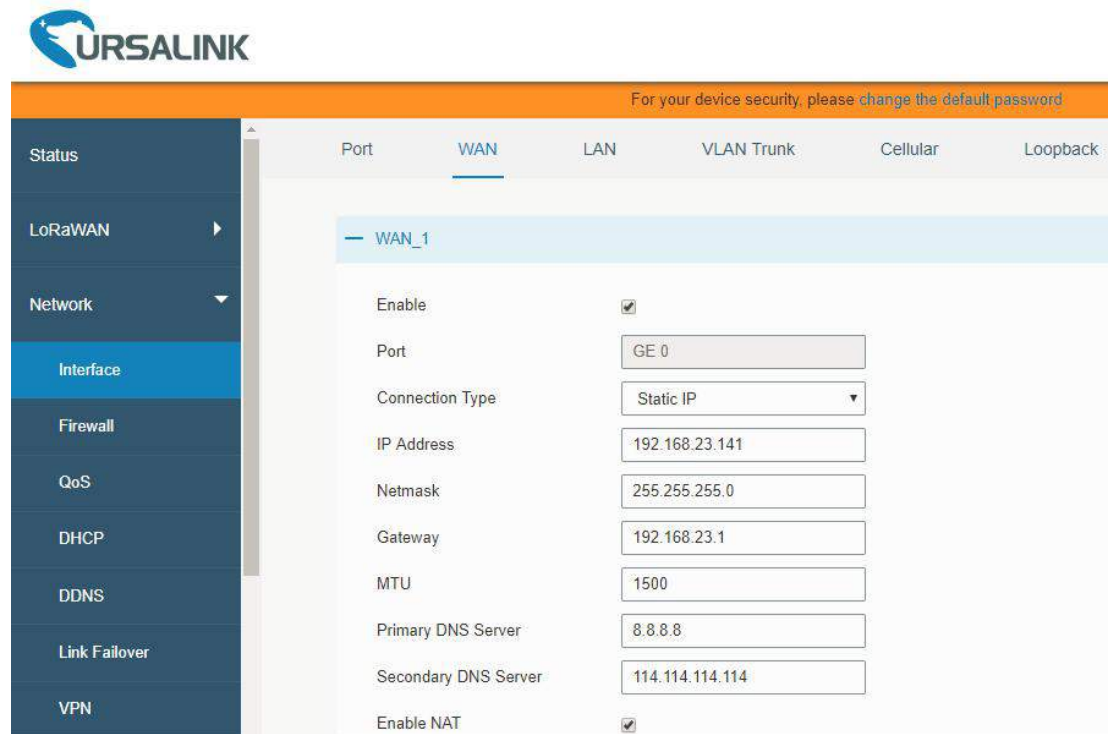 URSALINK
For your device security, please change the default password
Status
LoRaWAN
Network
Interface
Firewall
QoS
DHCP
DDNS
Link Failover
VPN
Port WAN LAN VLAN Trunk Cellular Loopback
WAN_1
Enable
Port GE 0
Connection Type Static IP
IP Address 192.168.23.141
Netmask 255.255.255.0
Gateway 192.168.23.1
MTU 1500
Primary DNS Server 8.8.8.8
Secondary DNS Server 114.114.114.114
Enable NAT